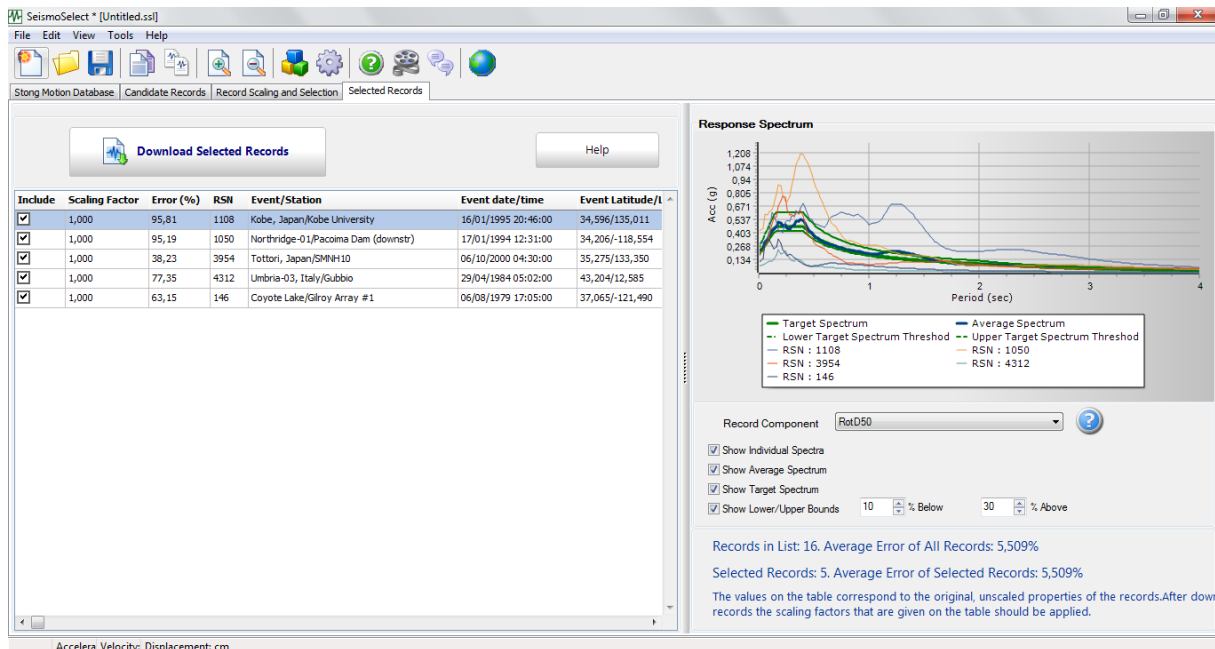 SeismoSelect * [Untitled.ssl]
File Edit View Tools Help
Stong Motion Database Candidate Records Record Scaling and Selection Selected Records
Download Selected Records
Help
Include Scaling Factor Error (%) RSN Event/Station Event date/time Event Latitude/L
1,000 95,81 1108 Kobe, Japan/Kobe University 16/01/1995 20:46:00 34,596/135,011
1,000 95,19 1050 Northridge-01/Pacoima Dam (downstr) 17/01/1994 12:31:00 34,206/-118,554
1,000 38,23 3954 Tottori, Japan/SMNH10 06/10/2000 04:30:00 35,275/133,350
1,000 77,35 4312 Umbria-03, Italy/Gubbio 29/04/1984 05:02:00 43,204/12,585
1,000 63,15 146 Coyote Lake/Gilroy Array #1 06/08/1979 17:05:00 37,065/-121,490
Response Spectrum
Acc (g)
1,208
1,074
0,94
0,805
0,671
0,537
0,403
0,268
0,134
0 1 2 3 4
Period (sec)
Target Spectrum Average Spectrum
Lower Target Spectrum Threshod Upper Target Spectrum Threshod
RSN : 1108 RSN : 1050
RSN : 3954 RSN : 4312
RSN : 146
Record Component RotD50
Show Individual Spectra
Show Average Spectrum
Show Target Spectrum
Show Lower/Upper Bounds 10 % Below 30 % Above
Records in List: 16. Average Error of All Records: 5,509%
Selected Records: 5. Average Error of Selected Records: 5,509%
The values on the table correspond to the original, unscaled properties of the records.After dow
records the scaling factors that are given on the table should be applied.
Accelera Velocity: Displacement: cm